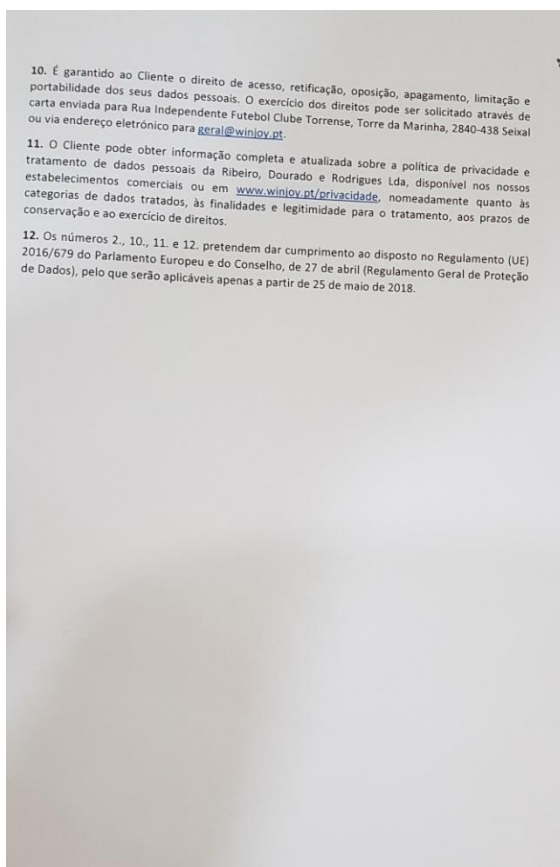 10. É garantido ao Cliente o direito de acesso, retificação, oposição, apagamento, limitação e
portabilidade dos seus dados pessoais. O exercício dos direitos pode ser solicitado através de
carta enviada para Rua Independente Futebol Clube Torrense, Torre da Marinha, 2840-438 Seixal
ou via endereço eletrónico para geral@winjoy.pt.
11. O Cliente pode obter informação completa e atualizada sobre a política de privacidade e
tratamento de dados pessoais da Ribeiro, Dourado e Rodrigues Lda, disponível nos nossos
estabelecimentos comerciais ou em www.winjoy.pt/privacidade, nomeadamente quanto às
categorias de dados tratados, às finalidades e legitimidade para o tratamento, aos prazos de
conservação e ao exercício de direitos.
12. Os números 2., 10., 11. e 12. pretendem dar cumprimento ao disposto no Regulamento (UE)
2016/679 do Parlamento Europeu e do Conselho, de 27 de abril (Regulamento Geral de Proteção
de Dados), pelo que serão aplicáveis apenas a partir de 25 de maio de 2018.